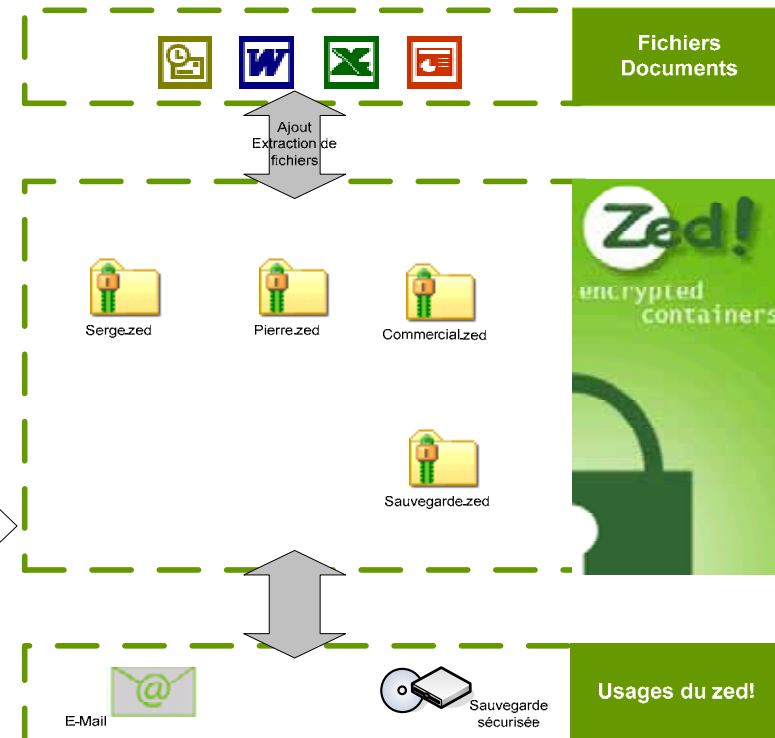 Fichiers
Documents
Ajout
Extraction de
fichiers
Zed!
encrypted
containers
Serge.zed
Pierre.zed
Commercial.zed
Sauvegarde.zed
E-Mail
@
Sauvegarde
sécurisée
Usages du zed!